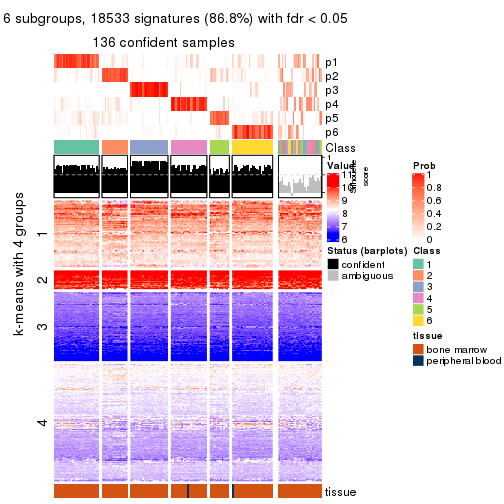 6 subgroups, 18533 signatures (86.8%) with fdr < 0.05
136 confident samples
p1
p2
p3
p4
p5
p6
Class
1
Silhouette
score
k-means with 4 groups
1
2
3
4
tissue
Value
11
10
9
8
7
6
Status (barplots)
confident
ambiguous
Prob
1
0.8
0.6
0.4
0.2
0
Class
1
2
3
4
5
6
tissue
bone marrow
peripheral blood